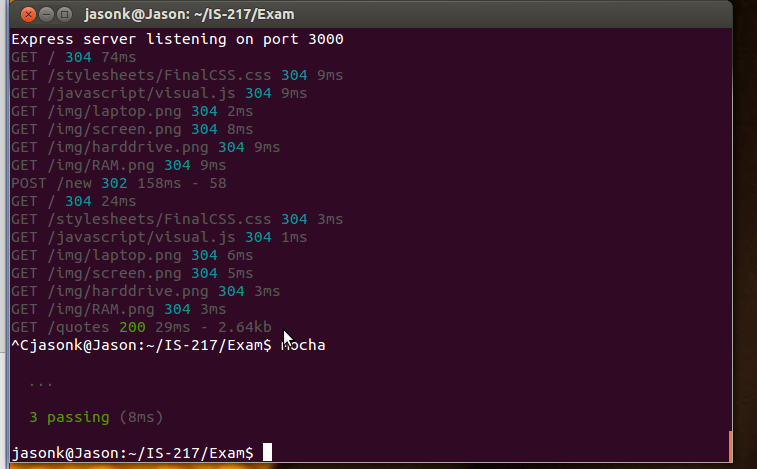 jasonk@Jason: ~/IS-217/Exam
Express server listening on port 3000
GET / 304 74ms
GET /stylesheets/FinalCSS.css 304 9ms
GET /javascript/visual.js 304 9ms
GET /img/laptop.png 304 2ms
GET /img/screen.png 304 8ms
GET /img/harddrive.png 304 9ms
GET /img/RAM.png 304 9ms
POST /new 302 158ms - 58
GET / 304 24ms
GET /stylesheets/FinalCSS.css 304 3ms
GET /javascript/visual.js 304 1ms
GET /img/laptop.png 304 6ms
GET /img/screen.png 304 5ms
GET /img/harddrive.png 304 3ms
GET /img/RAM.png 304 3ms
GET /quotes 200 29ms - 2.64kb
^Cjasonk@Jason:~/IS-217/Exam$ mocha
...
3 passing (8ms)
jasonk@Jason:~/IS-217/Exam$